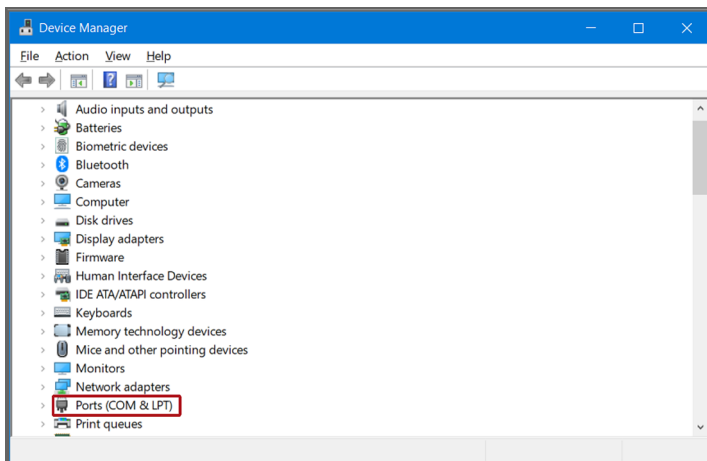 Device Manager
File Action View Help
Audio inputs and outputs
Batteries
Biometric devices
Bluetooth
Cameras
Computer
Disk drives
Display adapters
Firmware
Human Interface Devices
IDE ATA/ATAPI controllers
Keyboards
Memory technology devices
Mice and other pointing devices
Monitors
Network adapters
Ports (COM & LPT)
Print queues